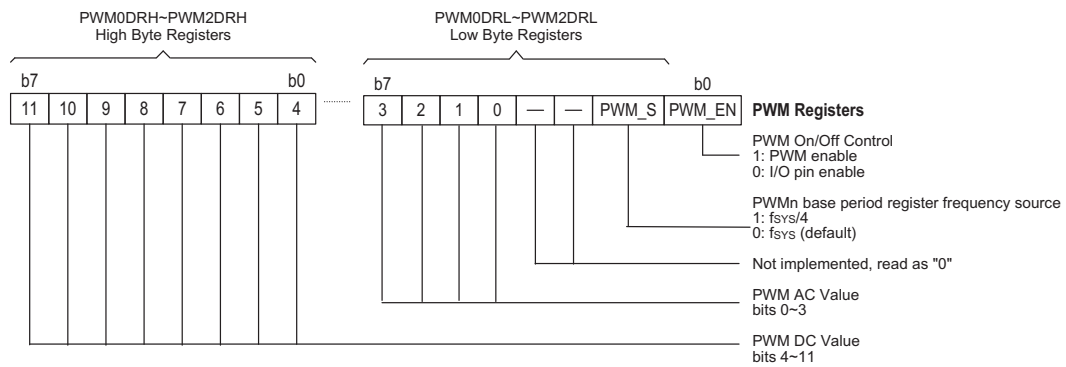 PWM0DRH~PWM2DRH
High Byte Registers
PWM0DRL~PWM2DRL
Low Byte Registers
b7 b0 b7 b0
11 10 9 8 7 6 5 4 3 2 1 0 — — PWM_S PWM_EN PWM Registers
PWM On/Off Control
1: PWM enable
0: I/O pin enable
PWMn base period register frequency source
1: fSYS/4
0: fSYS (default)
Not implemented, read as "0"
PWM AC Value
bits 0~3
PWM DC Value
bits 4~11